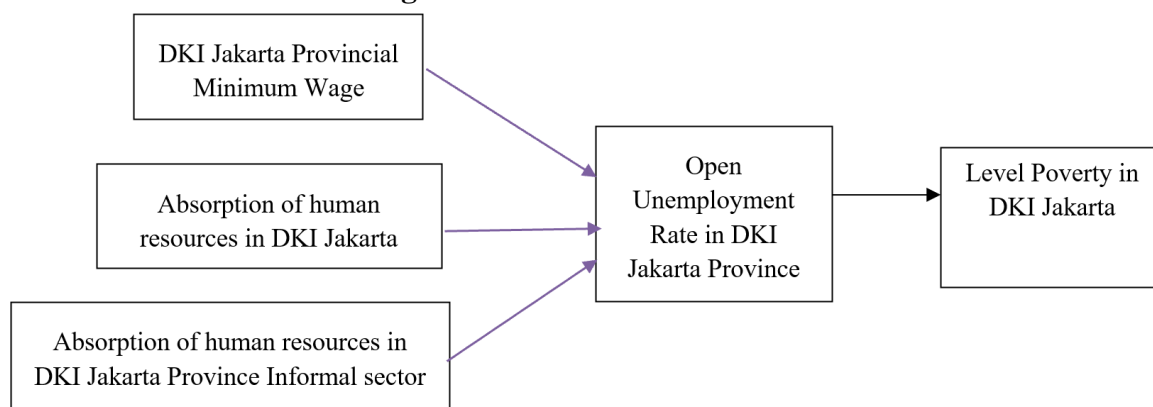 DKI Jakarta Provincial
Minimum Wage
Absorption of human
resources in DKI Jakarta
Absorption of human resources in
DKI Jakarta Province Informal sector
Open
Unemployment
Rate in DKI
Jakarta Province
Level Poverty in
DKI Jakarta